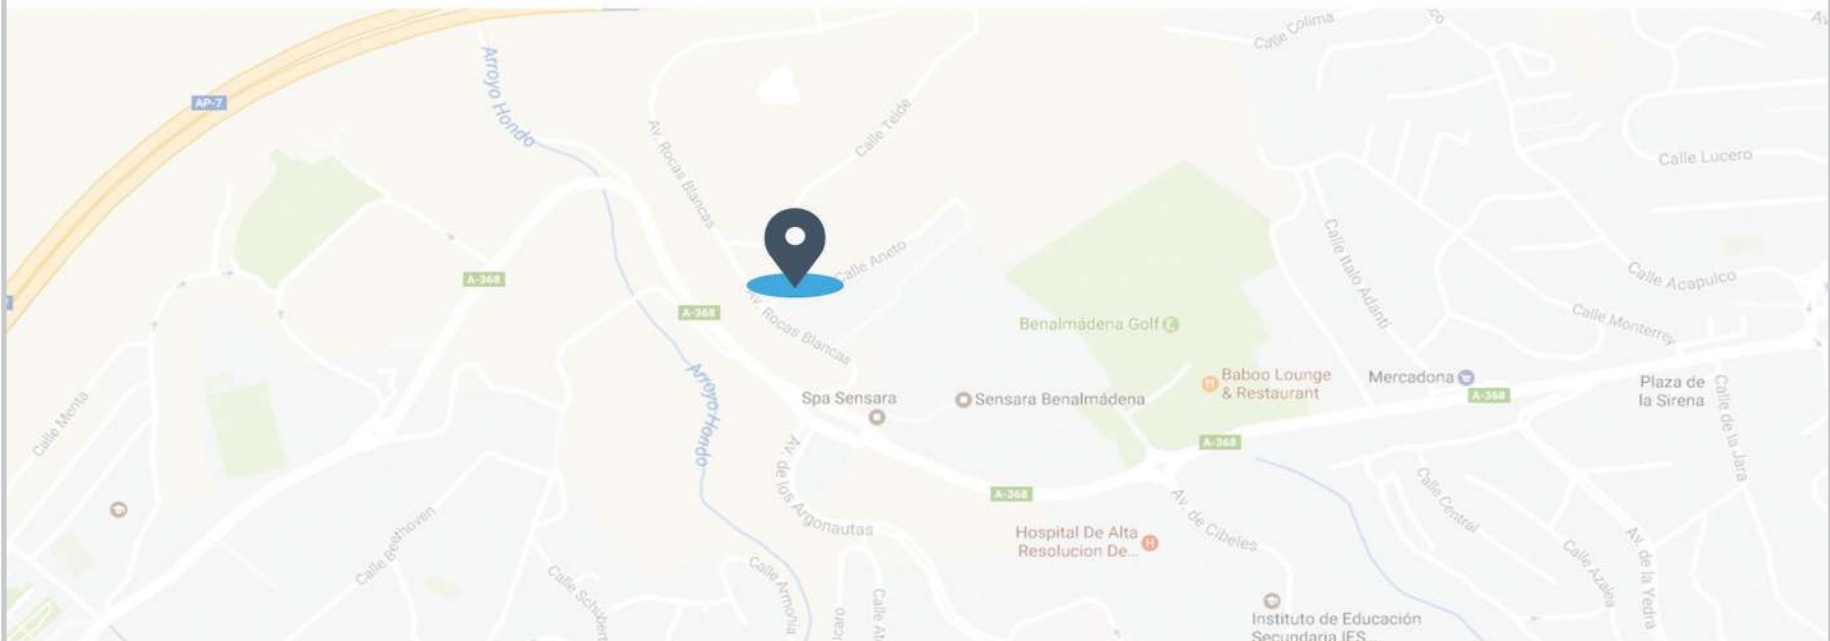 Calle Colima
AP-7
Arroyo Hondo
Calle Teide
Av. Rocas Blancas
Calle Lucero
Calle Aneto
A-368
A-368
Calle Italo Adanti
Calle Acapulco
Av. Rocas Blancas
Benalmádena Golf
Calle Monterrey
Arroyo Hondo
Spa Sensara
Sensara Benalmádena
Baboo Lounge
& Restaurant
Mercadona
A-368
Plaza de
la Sirena
Calle de la Jara
Calle Menta
A-368
Av. de los Argonautas
A-368
Calle Central
Av. de Cibeles
Hospital De Alta
Resolucion De...
H
H
Calle Beethoven
Calle Schubert
Calle Armonia
Calle Azalea
Av. de la Yedra
Instituto de Educación
Secundaria IES...